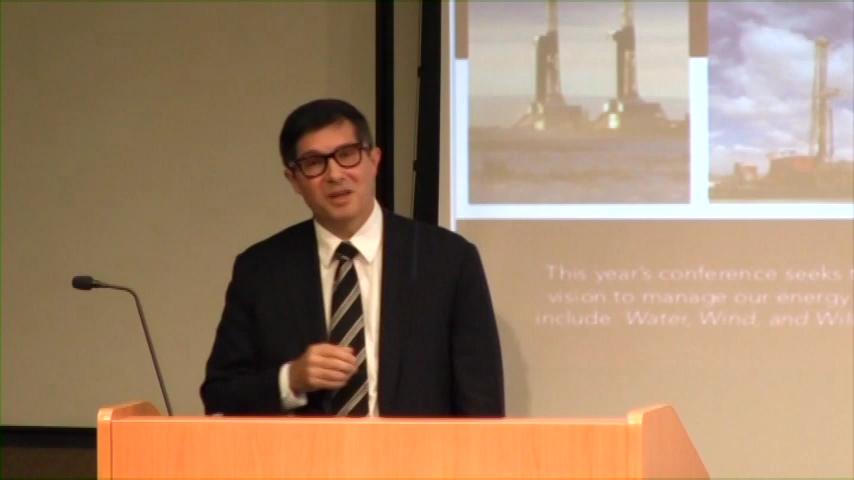 This year's conference seeks
vision to manage our energy
include Water, Wind, and